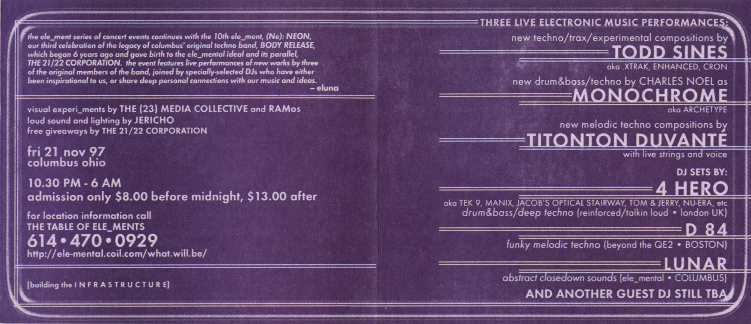 the ele_ment series of concert events continues with the 10th ele_ment, (Ne): NEON,
our third celebration of the legacy of columbus' original techno band, BODY RELEASE,
which began 6 years ago and gave birth to the ele_mental ideal and its parallel,
THE 21/22 CORPORATION. the event features live performances of new works by three
of the original members of the band, joined by specially-selected DJs who have either
been inspirational to us, or share deep personal connections with our music and ideas.
– eluna
visual experi_ments by THE {23} MEDIA COLLECTIVE and RAMos
loud sound and lighting by JERICHO
free giveaways by THE 21/22 CORPORATION
fri 21 nov 97
columbus ohio
10.30 PM - 6 AM
admission only $8.00 before midnight, $13.00 after
for location information call
THE TABLE OF ELE_MENTS
614•470•0929
http://ele-mental.coil.com/what.will.be/
[building the INFRASTRUCTURE]
THREE LIVE ELECTRONIC MUSIC PERFORMANCES:
new techno/trax/experimental compositions by
TODD SINES
aka .XTRAK, ENHANCED, CRON
new drum&bass/techno by CHARLES NOEL as
MONOCHROME
aka ARCHETYPE
new melodic techno compositions by
TITONTON DUVANTÉ
with live strings and voice
DJ SETS BY:
4 HERO
aka TEK 9, MANIX, JACOB'S OPTICAL STAIRWAY, TOM & JERRY, NU-ERA, etc
drum&bass/deep techno (reinforced/talkin loud • london UK)
D 84
funky melodic techno (beyond the QE2 • BOSTON)
LUNAR
abstract closedown sounds (ele_mental • COLUMBUS)
AND ANOTHER GUEST DJ STILL TBA